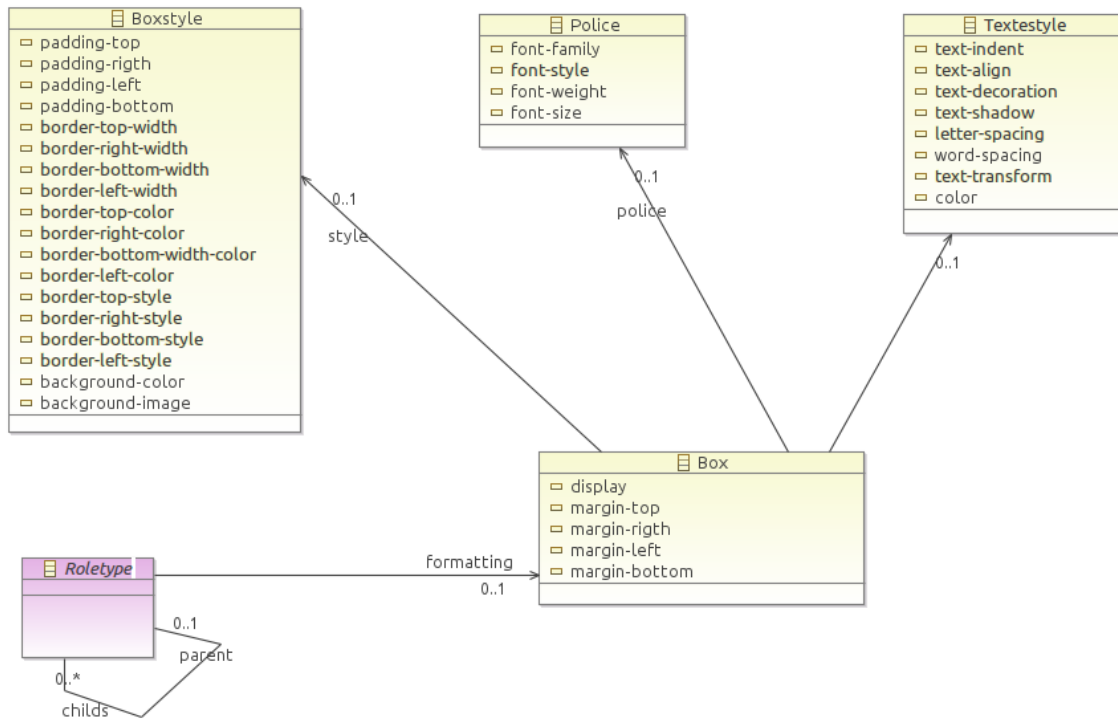 Boxstyle
padding-top
padding-rigth
padding-left
padding-bottom
border-top-width
border-right-width
border-bottom-width
border-left-width
border-top-color
border-right-color
border-bottom-width-color
border-left-color
border-top-style
border-right-style
border-bottom-style
border-left-style
background-color
background-image
Police
font-family
font-style
font-weight
font-size
Textestyle
text-indent
text-align
text-decoration
text-shadow
letter-spacing
word-spacing
text-transform
color
0..1
style
0..1
police
0..1
Box
display
margin-top
margin-rigth
margin-left
margin-bottom
formatting
0..1
Roletype
0..1
parent
0..*
childs